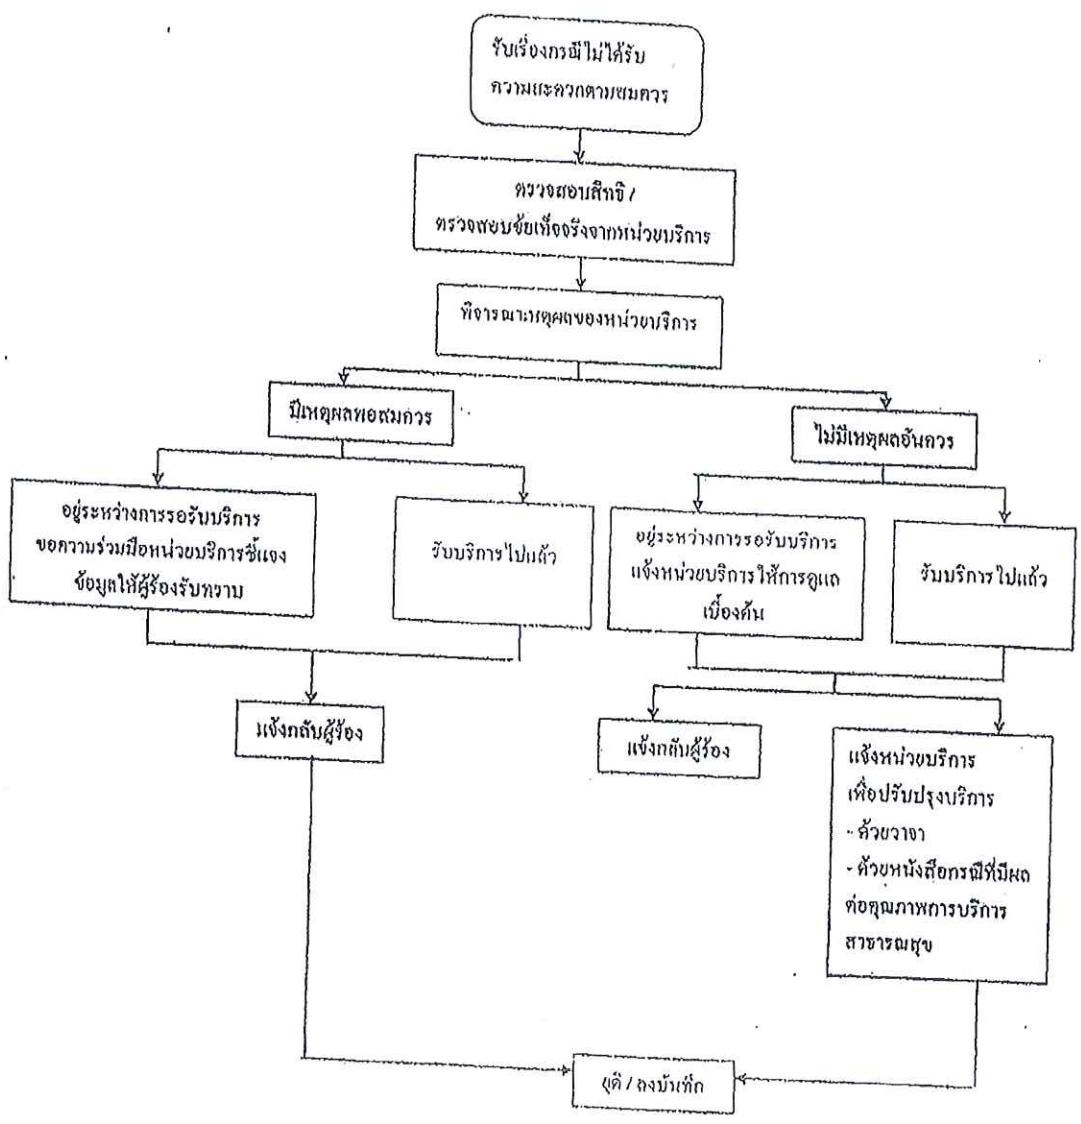 รับเรื่องกรณีไม่ได้รับ
ความสะดวกตามสมควร
ตรวจสอบสิทธิ /
ตรวจสอบข้อเท็จจริงจากหน่วยบริการ
พิจารณาเหตุผลของหน่วยบริการ
มีเหตุผลพอสมควร
ไม่มีเหตุผลอันควร
อยู่ระหว่างการรอรับบริการ
ขอความร่วมมือหน่วยบริการชี้แจง
ข้อมูลให้ผู้ร้องรับทราบ
รับบริการไปแล้ว
อยู่ระหว่างการรอรับบริการ
แจ้งหน่วยบริการให้การดูแล
เบื้องต้น
รับบริการไปแล้ว
แจ้งกลับผู้ร้อง
แจ้งกลับผู้ร้อง
แจ้งหน่วยบริการ
เพื่อปรับปรุงบริการ
- ด้วยวาจา
- ด้วยหนังสือกรณีที่มีผล
ต่อคุณภาพการบริการ
สาธารณสุข
ยุติ / ลงบันทึก